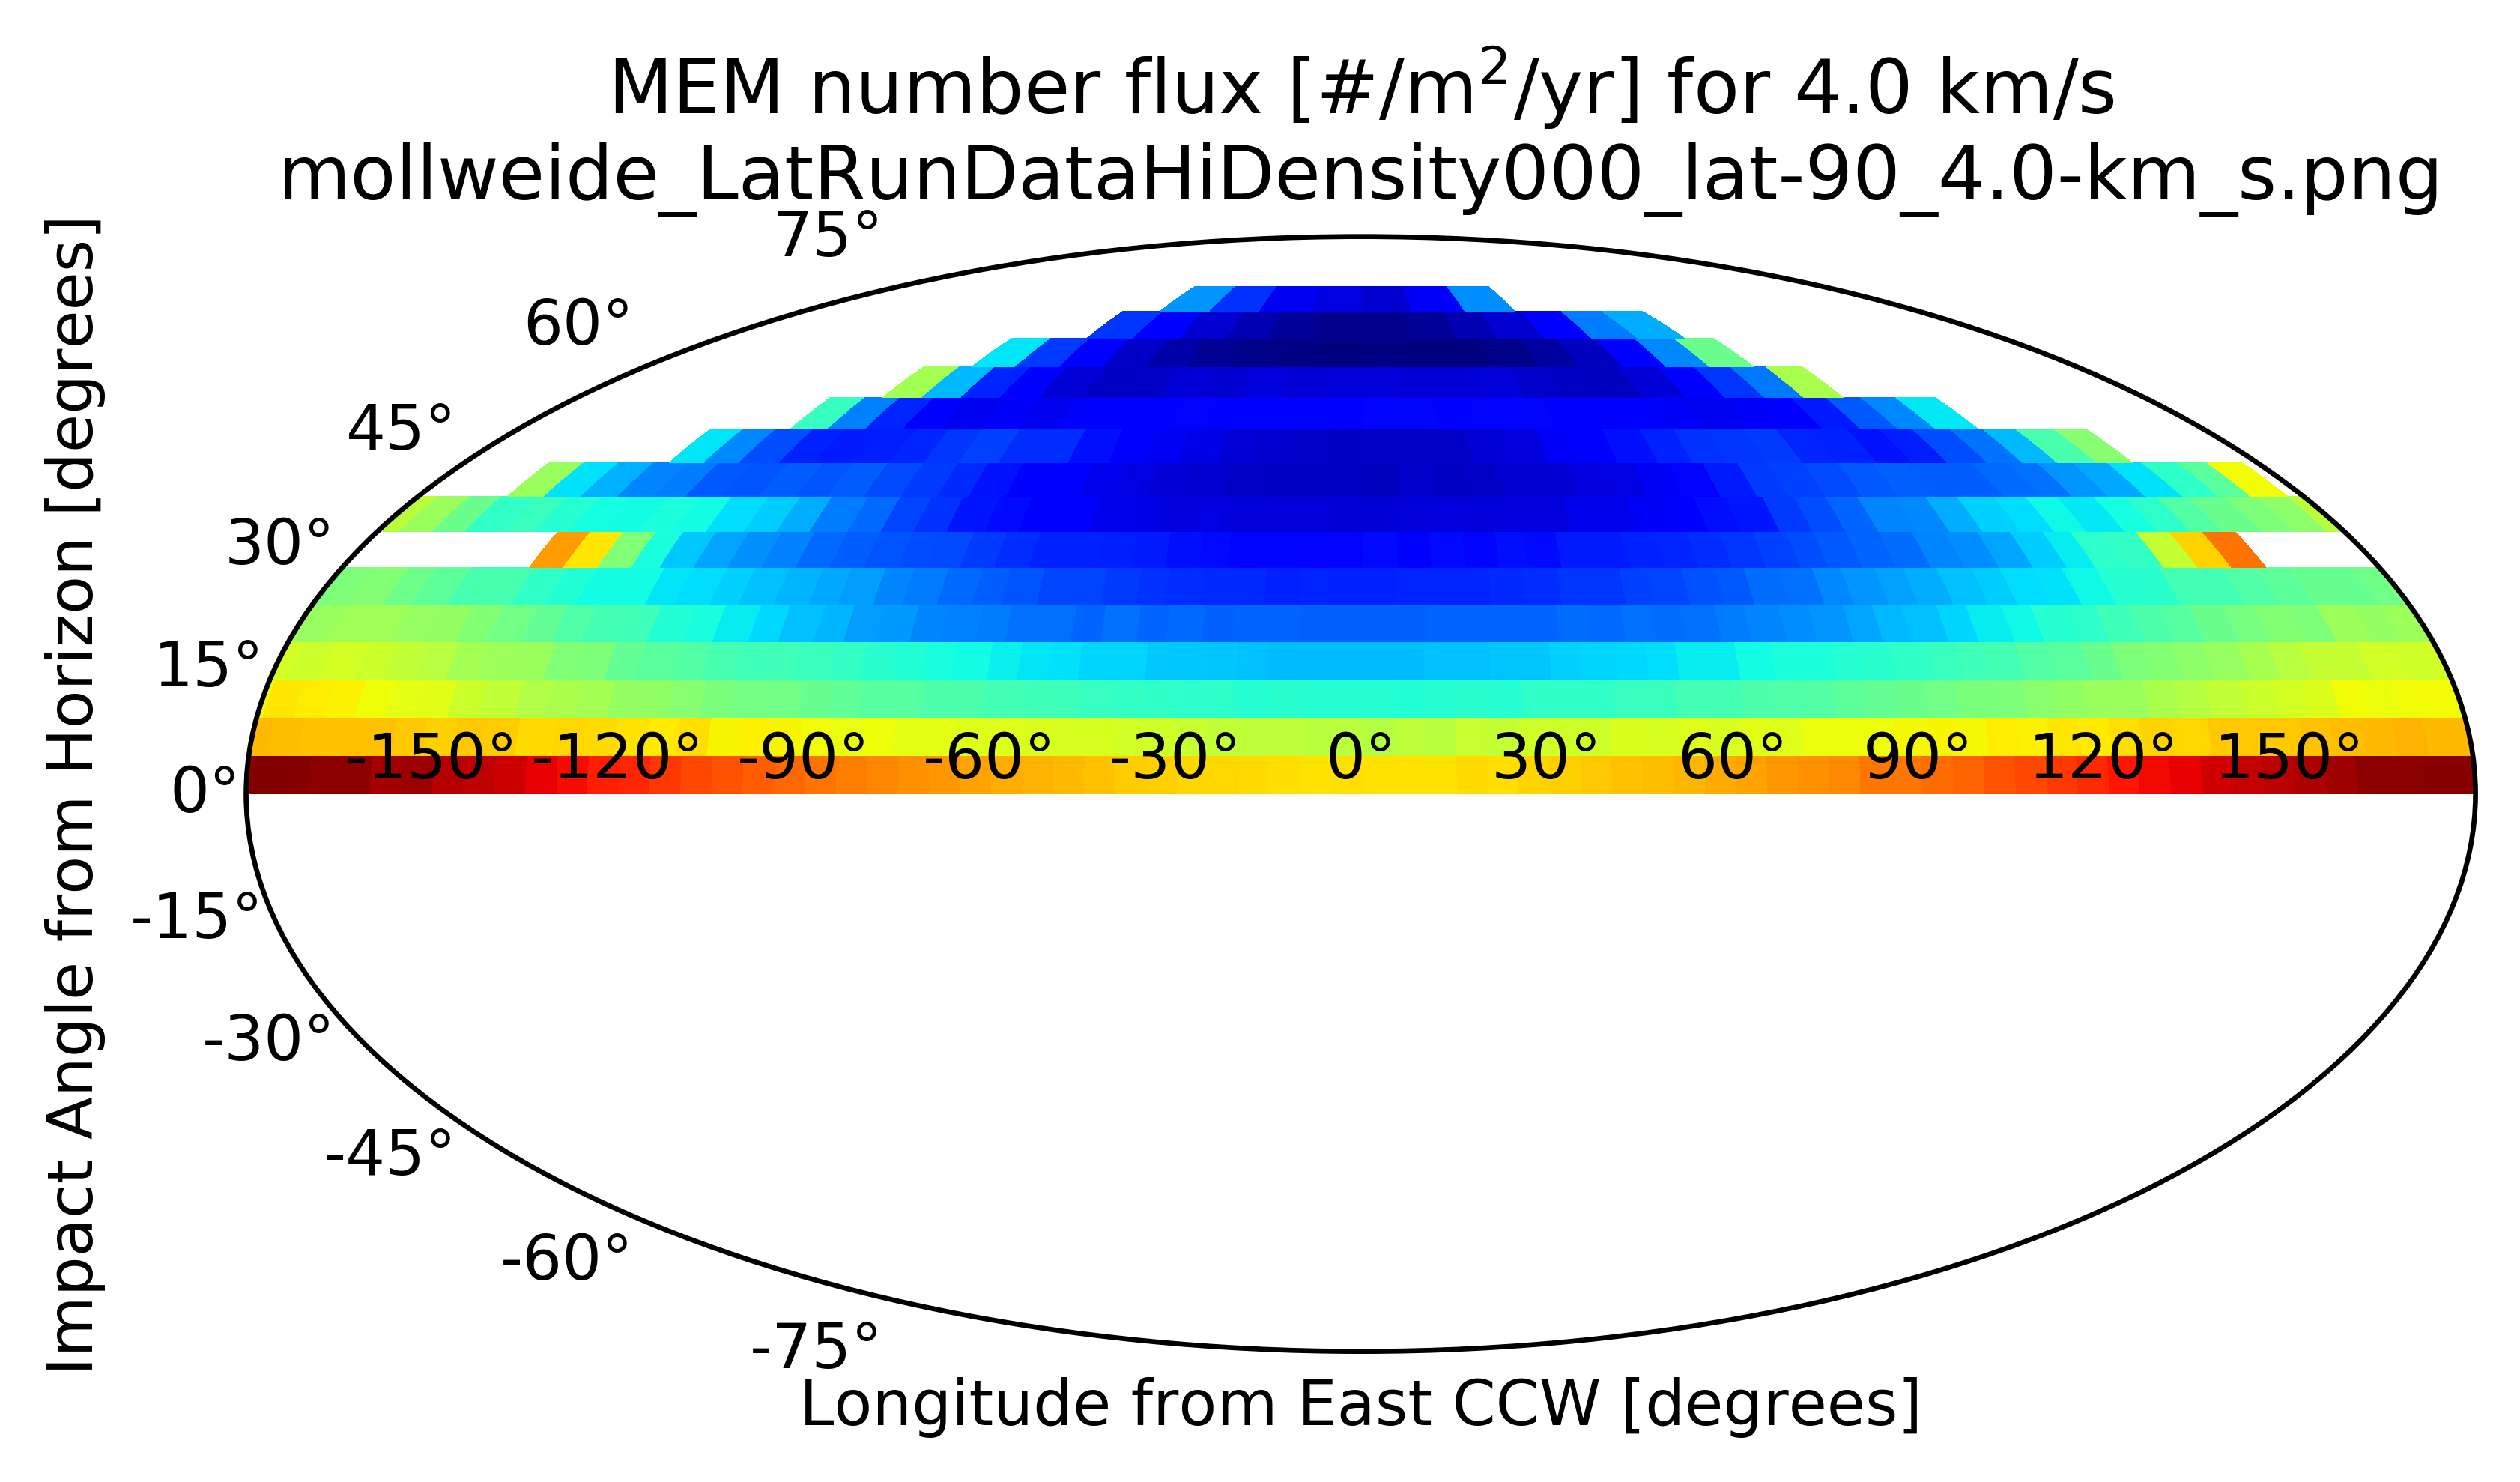 MEM number flux [#/m²/yr] for 4.0 km/s
mollweide_LatRunDataHiDensity000_lat-90_4.0-km_s.png
Impact Angle from Horizon [degrees]
75°
60°
45°
30°
15°
0°
-15°
-30°
-45°
-60°
-75°
-150° -120° -90° -60° -30° 0° 30° 60° 90° 120° 150°
Longitude from East CCW [degrees]